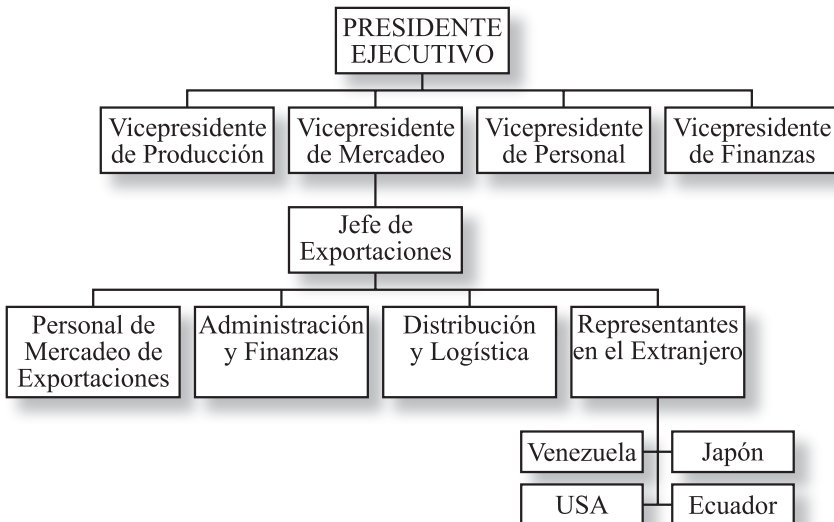 PRESIDENTE
EJECUTIVO
Vicepresidente
de Producción
Vicepresidente
de Mercadeo
Vicepresidente
de Personal
Vicepresidente
de Finanzas
Jefe de
Exportaciones
Personal de
Mercadeo de
Exportaciones
Administración
y Finanzas
Distribución
y Logística
Representantes
en el Extranjero
Venezuela
Japón
USA
Ecuador